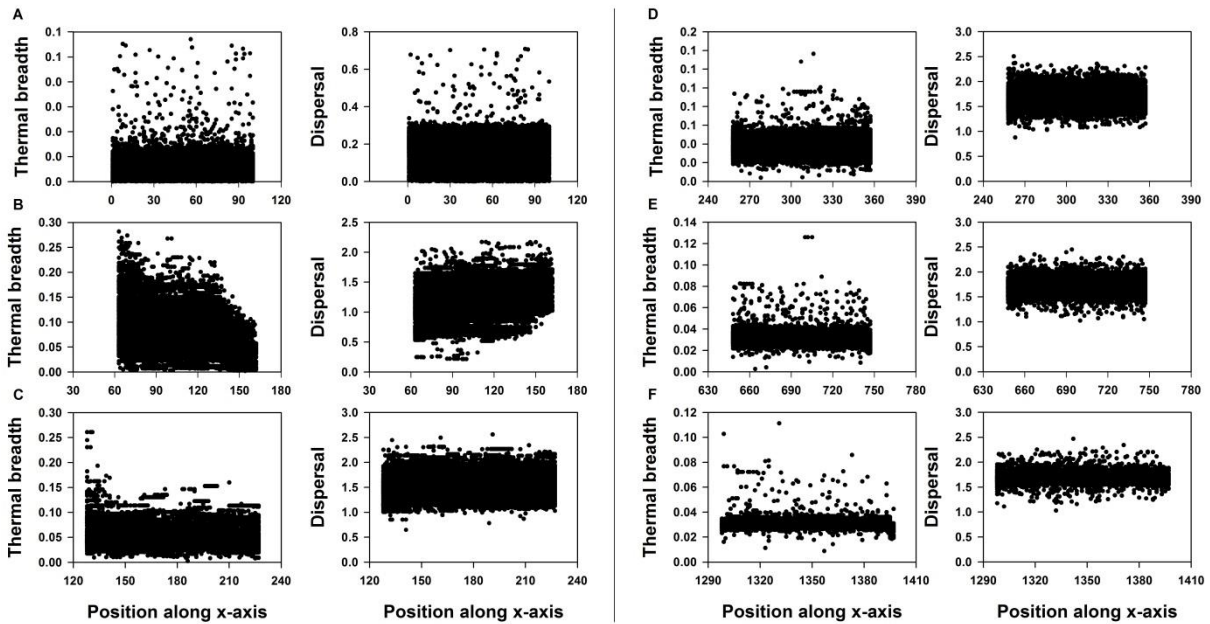 A
Thermal breadth
0.1
0.1
0.1
0.0
0.0
0.0
0.0
0 30 60 90 120
Dispersal
0.8
0.6
0.4
0.2
0.0
0 30 60 90 120
B
Thermal breadth
0.30
0.25
0.20
0.15
0.10
0.05
0.00
30 60 90 120 150 180
Dispersal
2.5
2.0
1.5
1.0
0.5
0.0
30 60 90 120 150 180
C
Thermal breadth
0.30
0.25
0.20
0.15
0.10
0.05
0.00
120 150 180 210 240
Position along x-axis
Dispersal
3.0
2.5
2.0
1.5
1.0
0.5
0.0
120 150 180 210 240
Position along x-axis
D
Thermal breadth
0.2
0.1
0.1
0.1
0.1
0.1
0.0
0.0
0.0
240 270 300 330 360 390
Dispersal
3.0
2.5
2.0
1.5
1.0
0.5
0.0
240 270 300 330 360 390
E
Thermal breadth
0.14
0.12
0.10
0.08
0.06
0.04
0.02
0.00
630 660 690 720 750 780
Dispersal
3.0
2.5
2.0
1.5
1.0
0.5
0.0
630 660 690 720 750 780
F
Thermal breadth
0.12
0.10
0.08
0.06
0.04
0.02
0.00
1290 1320 1350 1380 1410
Position along x-axis
Dispersal
3.0
2.5
2.0
1.5
1.0
0.5
0.0
1290 1320 1350 1380 1410
Position along x-axis